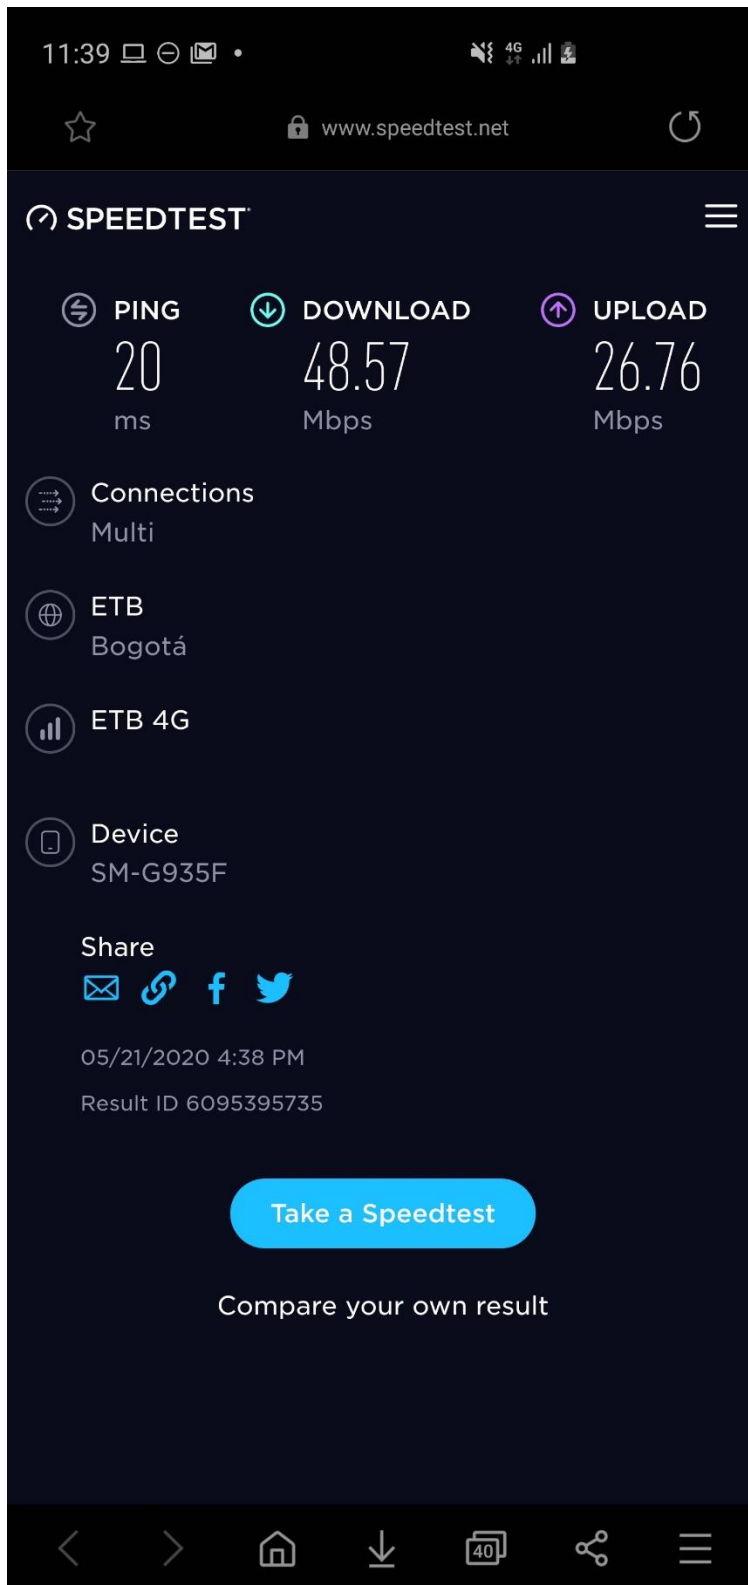 11:39
4G
www.speedtest.net
SPEEDTEST
PING DOWNLOAD UPLOAD
20 48.57 26.76
ms Mbps Mbps
Connections
Multi
ETB
Bogotá
ETB 4G
Device
SM-G935F
Share
05/21/2020 4:38 PM
Result ID 6095395735
Take a Speedtest
Compare your own result
40